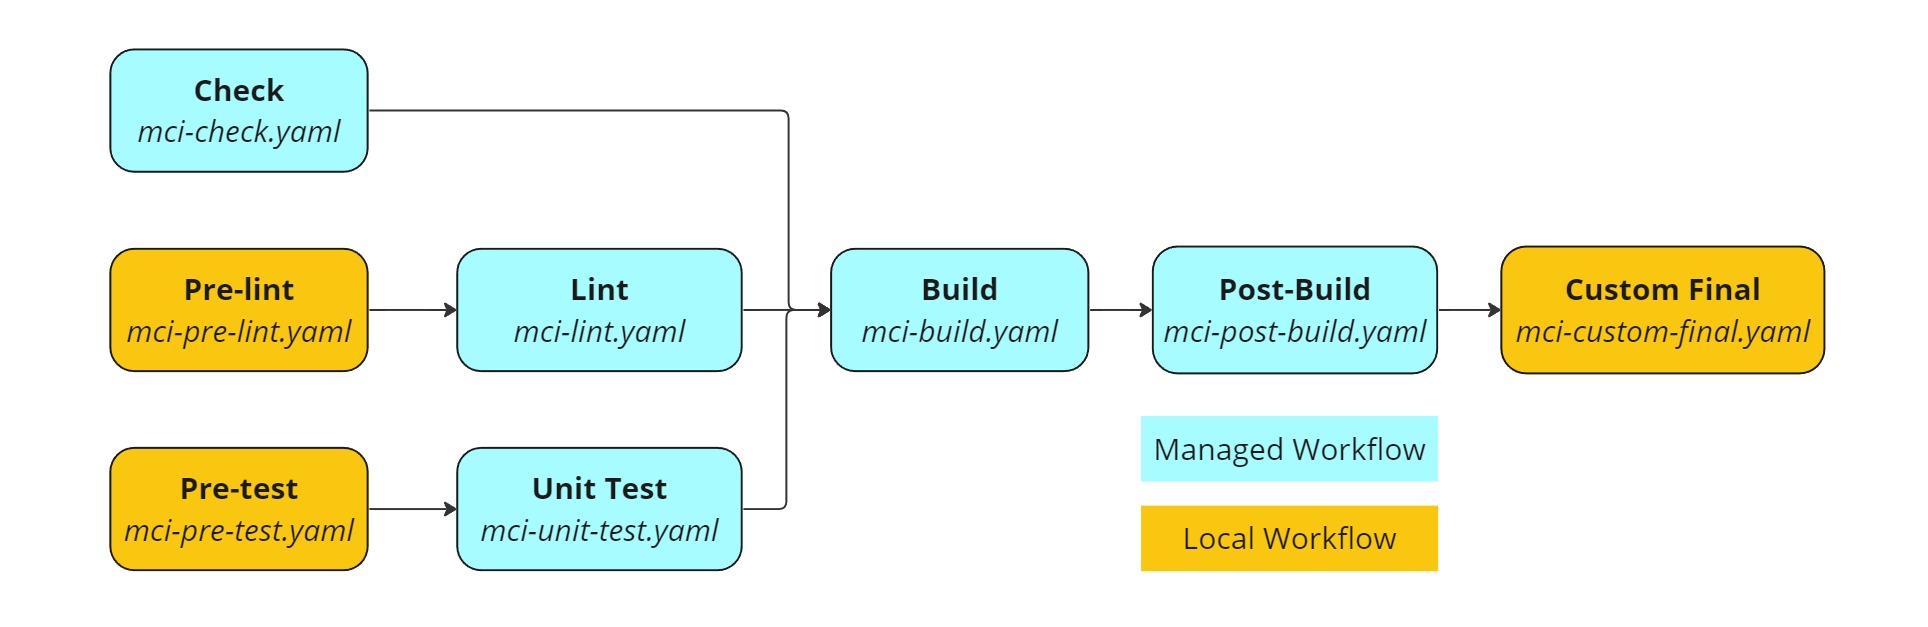 Check
mci-check.yaml
Pre-lint
mci-pre-lint.yaml
Lint
mci-lint.yaml
Build
mci-build.yaml
Post-Build
mci-post-build.yaml
Custom Final
mci-custom-final.yaml
Pre-test
mci-pre-test.yaml
Unit Test
mci-unit-test.yaml
Managed Workflow
Local Workflow